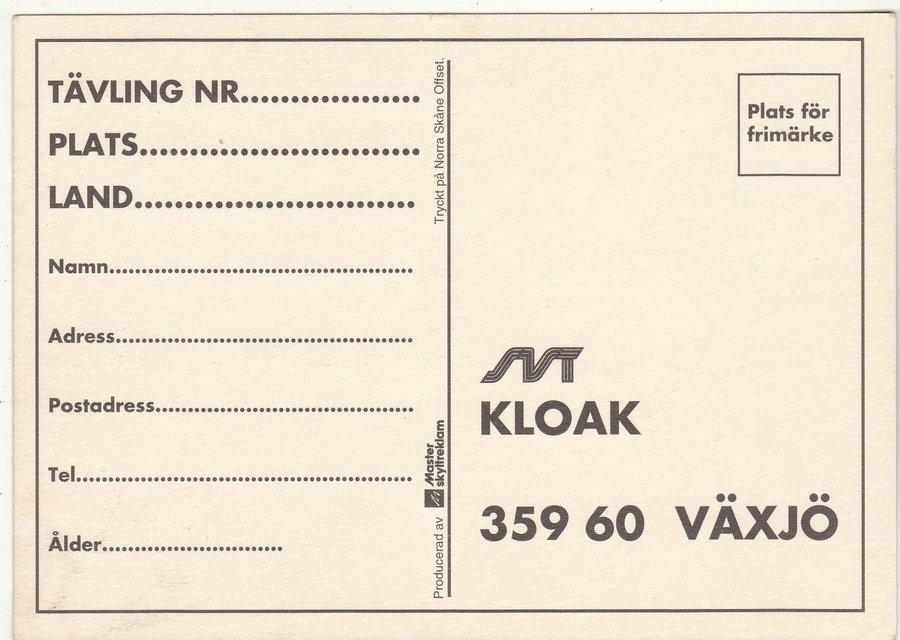 TÄVLING NR..................
PLATS............................
LAND............................
Namn...............................................
Adress..............................................
Postadress........................................
Tel....................................................
Ålder............................
Tryckt på Norra Skåne Offset.
Producerad av Master
skyltreklam
Plats för
frimärke
SVT
KLOAK
359 60 VÄXJÖ